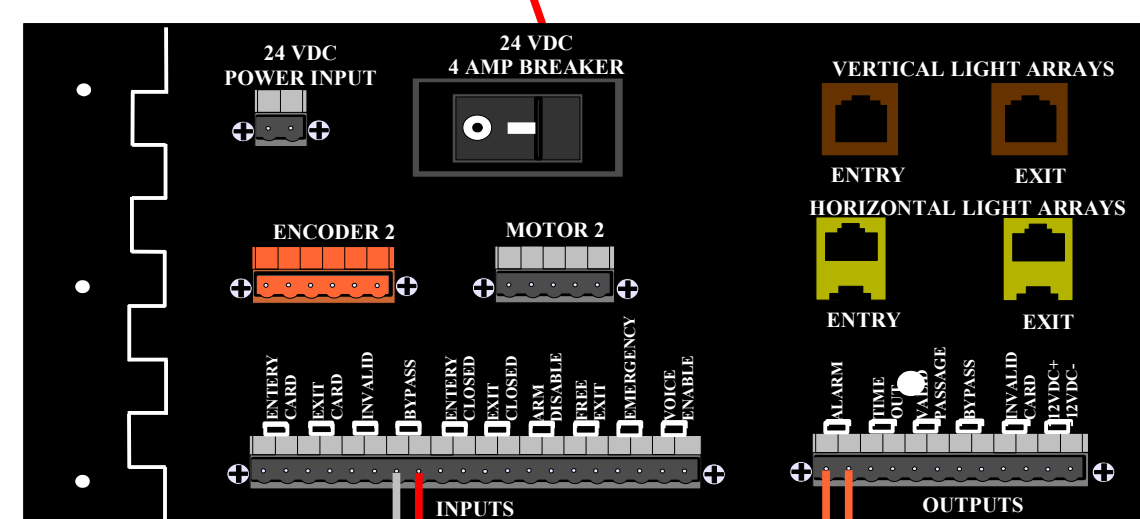 24 VDC
POWER INPUT
24 VDC
4 AMP BREAKER
VERTICAL LIGHT ARRAYS
ENTRY
EXIT
HORIZONTAL LIGHT ARRAYS
ENCODER 2
MOTOR 2
ENTRY
EXIT
ENTERY
CARD
EXIT
CARD
INVALID
BYPASS
ENTERY
CLOSED
EXIT
CLOSED
ARM
DISABLE
FREE
EXIT
EMERGENCY
VOICE
ENABLE
ALARM
TIME
OUT
VALID
PASSAGE
BYPASS
INVALID
CARD
12VDC+
12VDC-
INPUTS
OUTPUTS